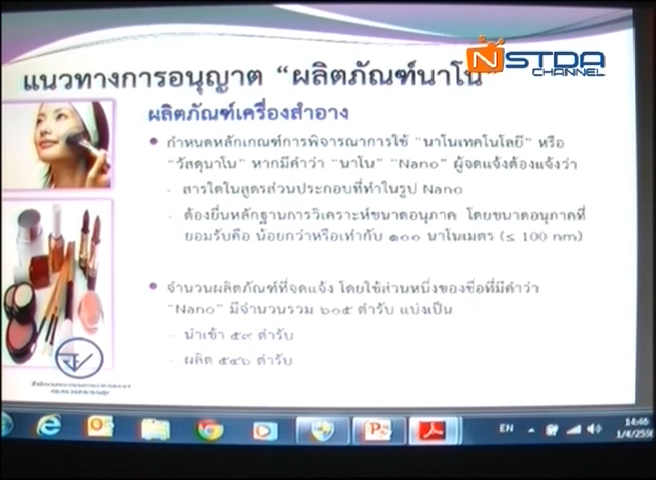 NSTDA
CHANNEL
แนวทางการอนุญาต “ผลิตภัณฑ์นาโน”
ผลิตภัณฑ์เครื่องสำอาง
กำหนดหลักเกณฑ์การพิจารณาการใช้ “นาโนเทคโนโลยี” หรือ
“วัสดุนาโน” หากมีคำว่า “นาโน” “Nano” ผู้จดแจ้งต้องแจ้งว่า
- สารใดในสูตรส่วนประกอบที่ทำในรูป Nano
- ต้องยื่นหลักฐานการวิเคราะห์ขนาดอนุภาค โดยขนาดอนุภาคที่
ยอมรับคือ น้อยกว่าหรือเท่ากับ ๑๐๐ นาโนเมตร (≤ 100 nm)
จำนวนผลิตภัณฑ์ที่จดแจ้ง โดยใช้ส่วนหนึ่งของชื่อที่มีคำว่า
“Nano” มีจำนวนรวม ๖๐๕ ตำรับ แบ่งเป็น
- นำเข้า ๕๙ ตำรับ
- ผลิต ๕๔๖ ตำรับ
EN
14:46